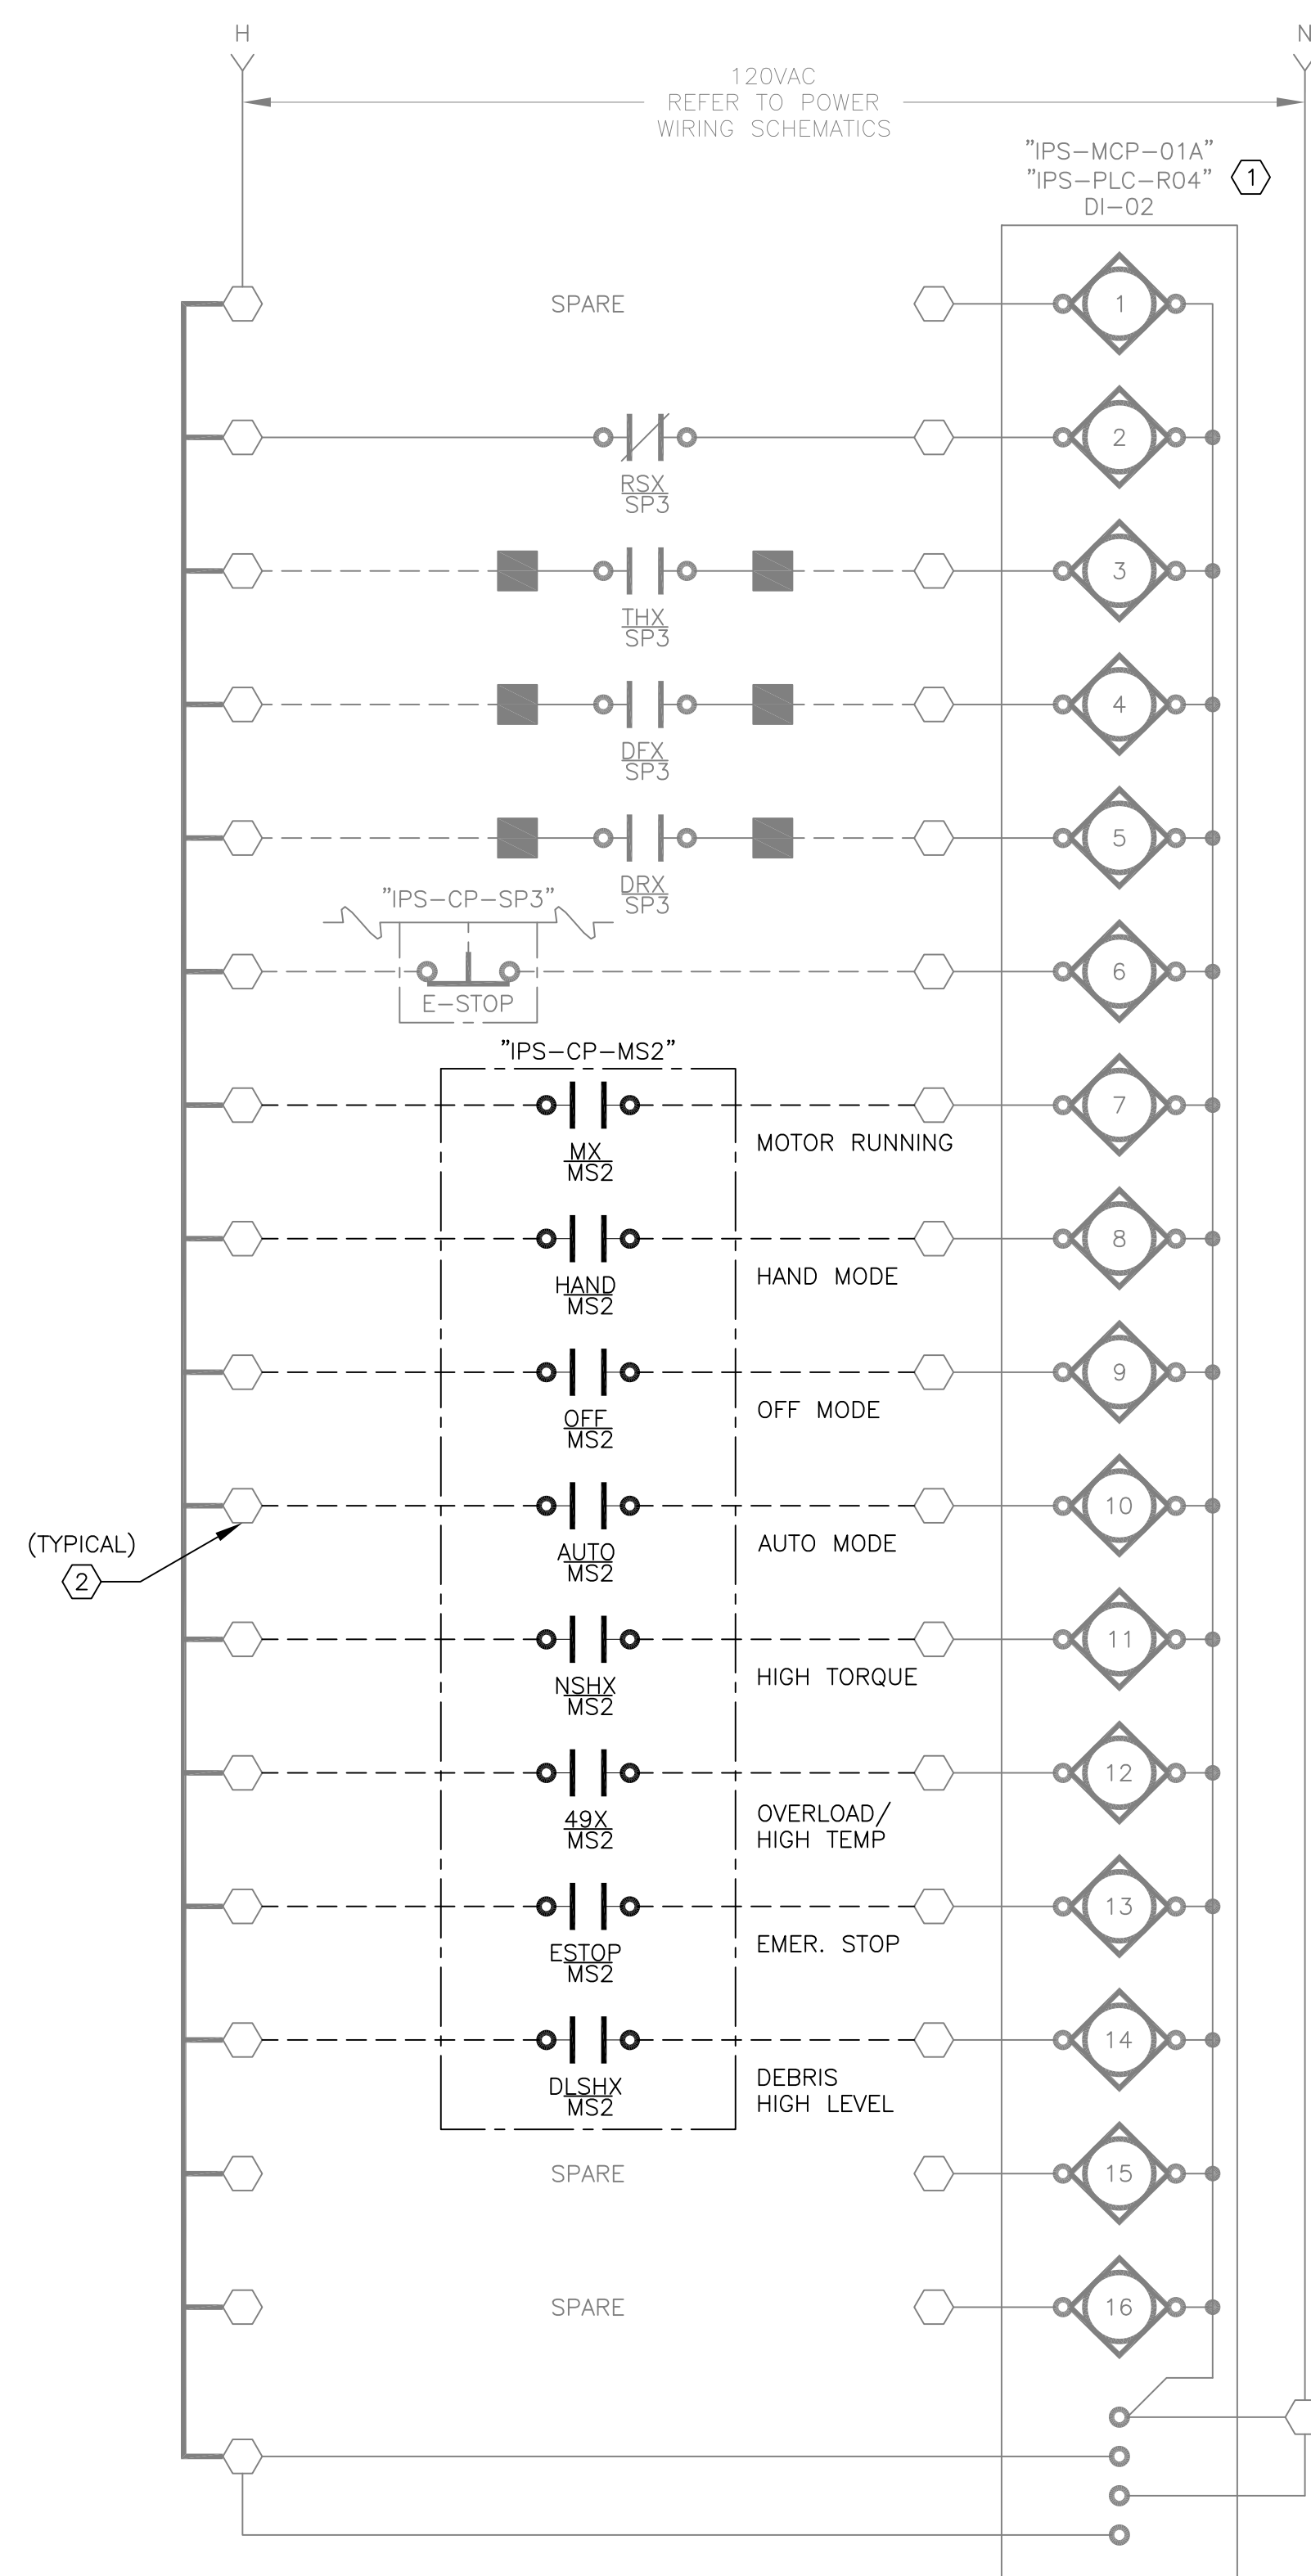 H
N
120VAC
REFER TO POWER
WIRING SCHEMATICS
"IPS-MCP-01A"
"IPS-PLC-R04"
1
DI-02
SPARE
1
2
RSX
SP3
3
THX
SP3
4
DFX
SP3
5
DRX
SP3
"IPS-CP-SP3"
6
E-STOP
"IPS-CP-MS2"
7
MOTOR RUNNING
MX
MS2
8
HAND MODE
HAND
MS2
9
OFF MODE
OFF
MS2
10
(TYPICAL)
2
AUTO MODE
AUTO
MS2
11
HIGH TORQUE
NSHX
MS2
12
OVERLOAD/
HIGH TEMP
49X
MS2
13
EMER. STOP
ESTOP
MS2
14
DEBRIS
HIGH LEVEL
DLSHX
MS2
SPARE
15
SPARE
16